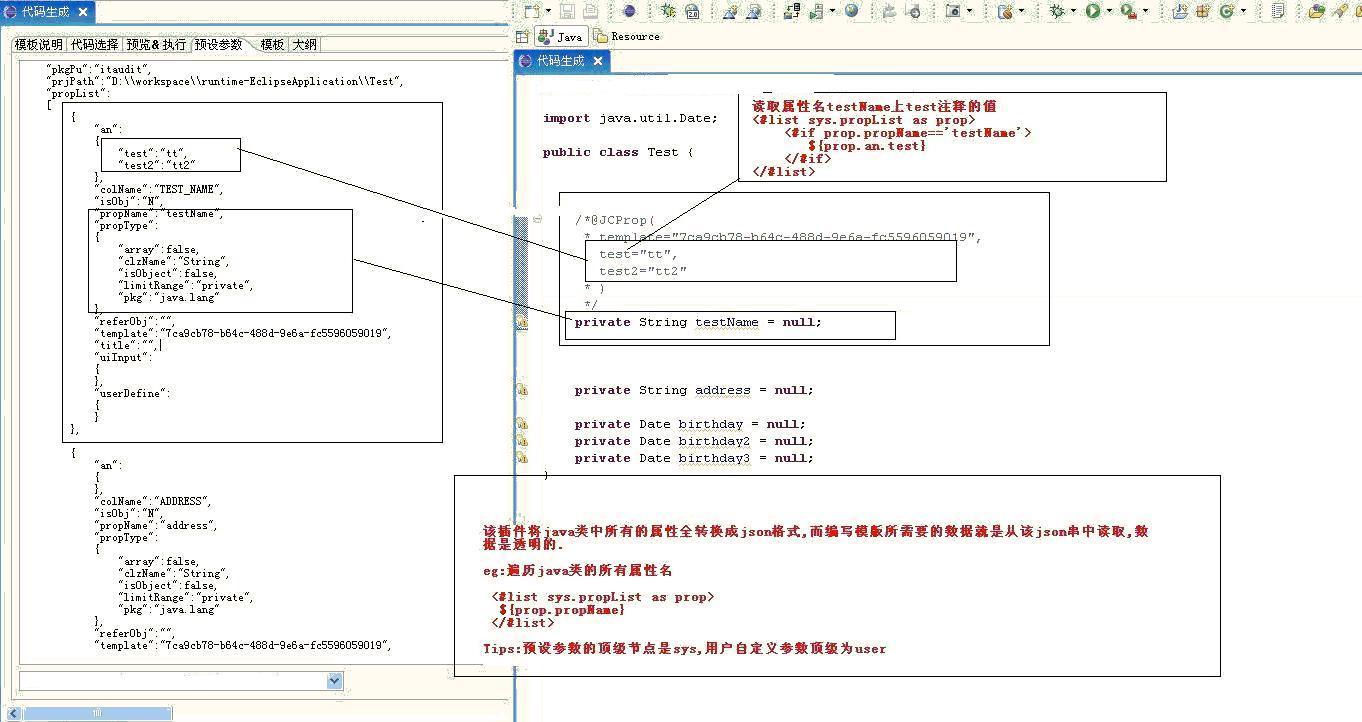 代码生成
模板说明 代码选择 预览&执行 预设参数 模板 大纲
"pkgPu":"itaudit",
"prjPath":"D:\\workspace\\runtime-EclipseApplication\\Test",
"propList":
[
{
"an":
{
"test":"tt",
"test2":"tt2"
},
"colName":"TEST_NAME",
"isObj":"N",
"propName":"testName",
"propType":
{
"array":false,
"clzName":"String",
"isObject":false,
"limitRange":"private",
"pkg":"java.lang"
},
"referObj":"",
"template":"7ca9cb78-b64c-488d-9e6a-fc5596059019",
"title":"",
"uiInput":
{
},
"userDefine":
{
}
},
{
"an":
{
},
"colName":"ADDRESS",
"isObj":"N",
"propName":"address",
"propType":
{
"array":false,
"clzName":"String",
"isObject":false,
"limitRange":"private",
"pkg":"java.lang"
},
"referObj":"",
"template":"7ca9cb78-b64c-488d-9e6a-fc5596059019",
Java Resource
代码生成
import java.util.Date;
public class Test {
读取属性名testName上test注释的值
<#list sys.propList as prop>
<#if prop.propName=='testName'>
${prop.an.test}
</#if>
</#list>
/*@JCProp(
* template="7ca9cb78-b64c-488d-9e6a-fc5596059019",
test="tt",
test2="tt2"
* )
*/
private String testName = null;
private String address = null;
private Date birthday = null;
private Date birthday2 = null;
private Date birthday3 = null;
}
该插件将java类中所有的属性全转换成json格式,而编写模版所需要的数据就是从该json串中读取,数
据是透明的.
eg:遍历java类的所有属性名
<#list sys.propList as prop>
${prop.propName}
</#list>
Tips:预设参数的顶级节点是sys,用户自定义参数顶级为user